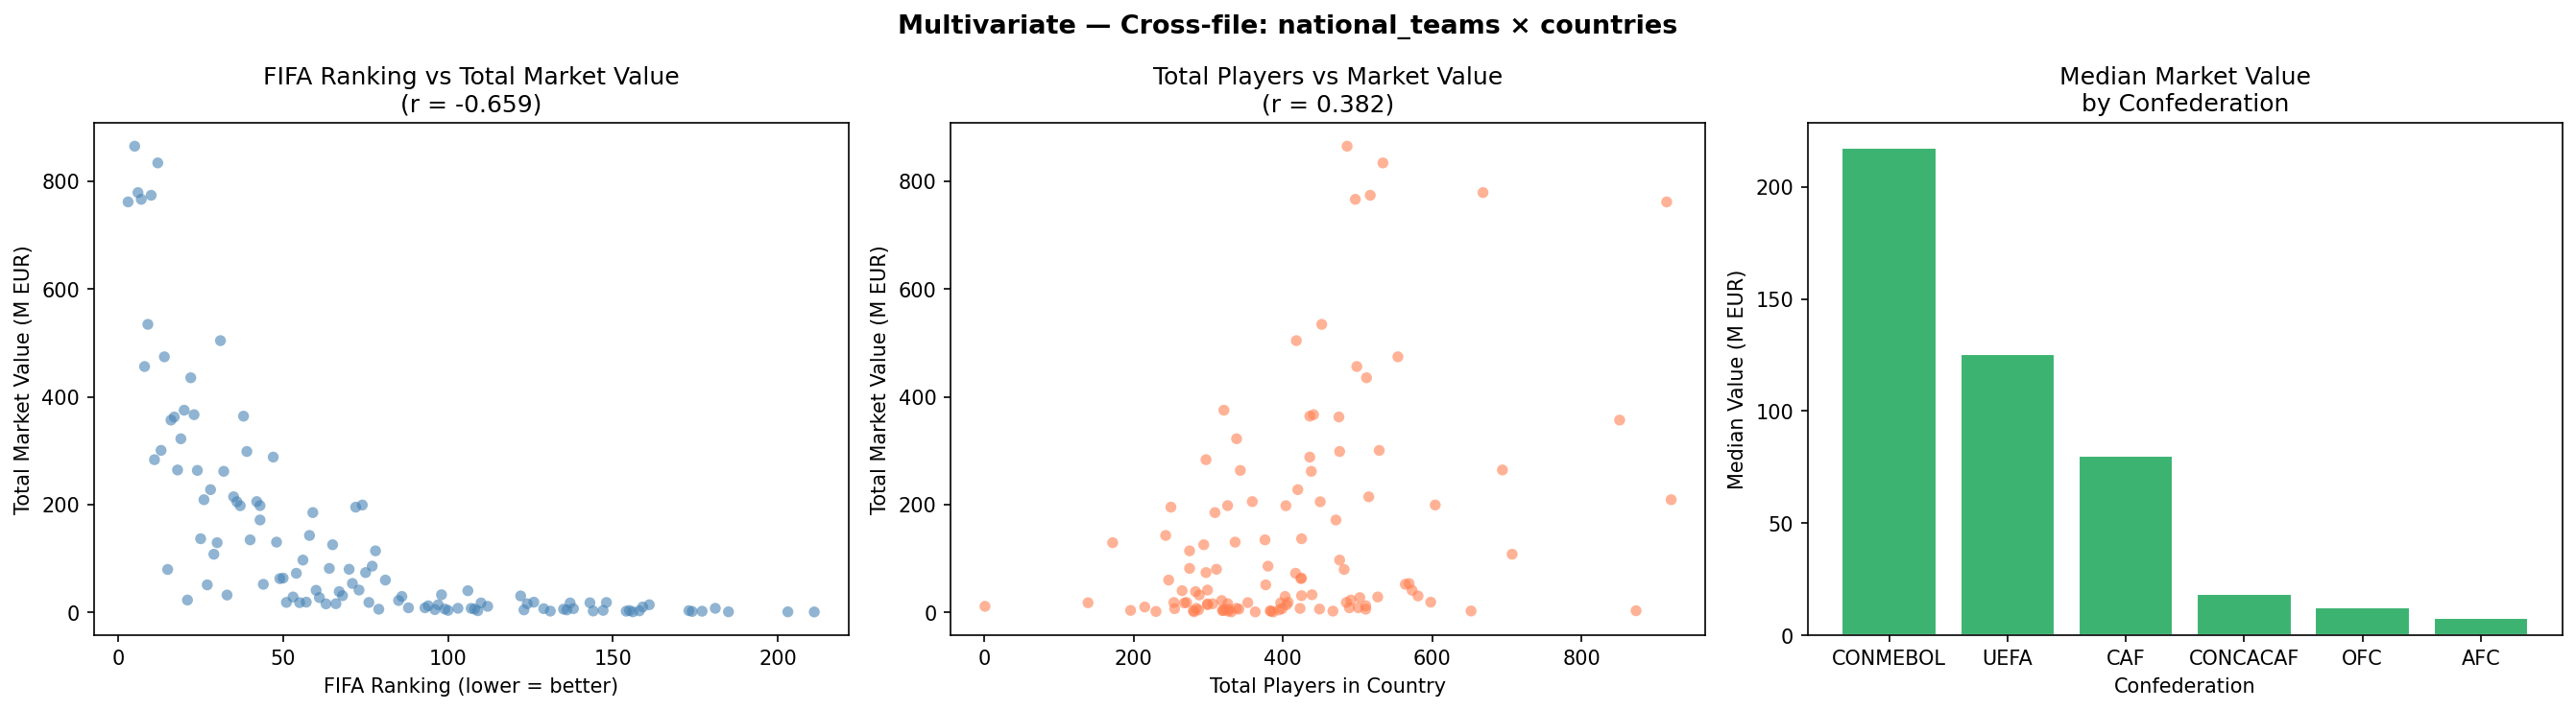 Multivariate — Cross-file: national_teams × countries
FIFA Ranking vs Total Market Value
(r = -0.659)
Total Market Value (M EUR)
800
600
400
200
0
0 50 100 150 200
FIFA Ranking (lower = better)
Total Players vs Market Value
(r = 0.382)
Total Market Value (M EUR)
800
600
400
200
0
0 200 400 600 800
Total Players in Country
Median Market Value
by Confederation
Median Value (M EUR)
200
150
100
50
0
CONMEBOL UEFA CAF CONCACAF OFC AFC
Confederation